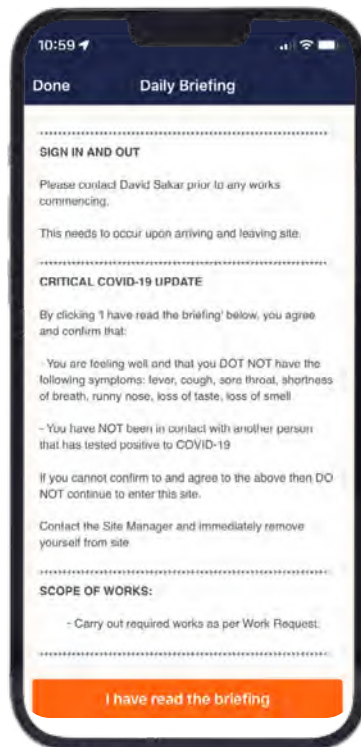 10:59
Done Daily Briefing
SIGN IN AND OUT
Please contact David Sakar prior to any works
commencing.
This needs to occur upon arriving and leaving site.
CRITICAL COVID-19 UPDATE
By clicking 'I have read the briefing' below, you agree
and confirm that:
- You are feeling well and that you DOT NOT have the
following symptoms: fever, cough, sore throat, shortness
of breath, runny nose, loss of taste, loss of smell
- You have NOT been in contact with another person
that has tested positive to COVID-19
If you cannot confirm to and agree to the above then DO
NOT continue to enter this site.
Contact the Site Manager and immediately remove
yourself from site
SCOPE OF WORKS:
- Carry out required works as per Work Request.
I have read the briefing